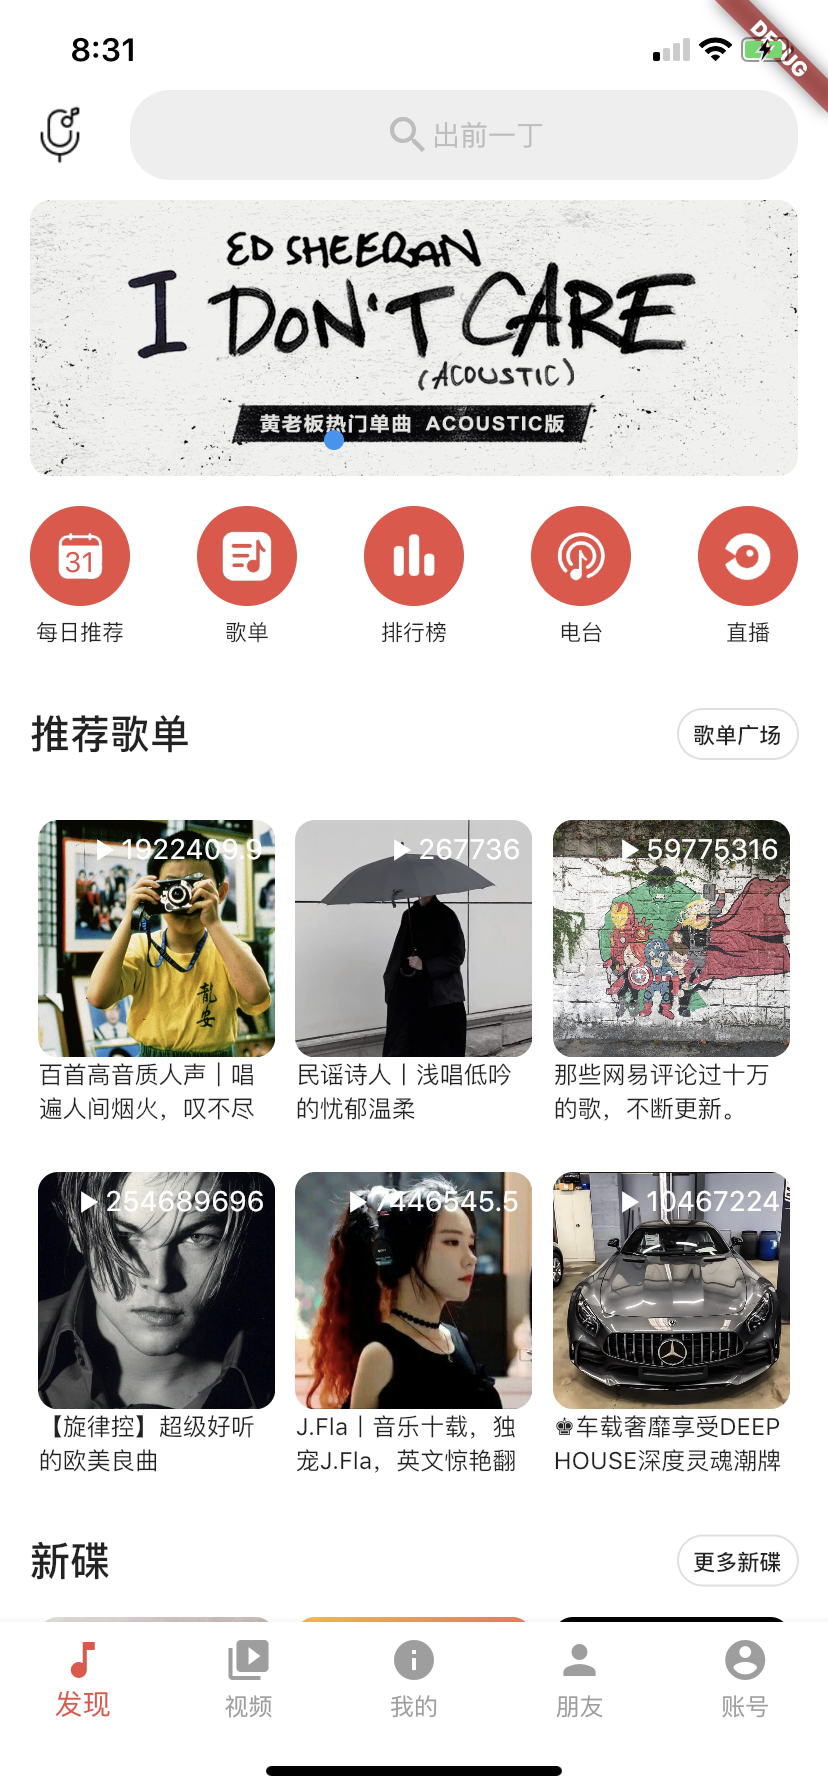 8:31
DEBUG
出前一丁
ED SHEERAN
I DON'T CARE
(ACOUSTIC)
黄老板热门单曲 ACOUSTIC版
31
每日推荐 歌单 排行榜 电台 直播
推荐歌单 歌单广场
1922409.9 267736 59775316
龍安
百首高音质人声丨唱
遍人间烟火，叹不尽
民谣诗人丨浅唱低吟
的忧郁温柔
那些网易评论过十万
的歌，不断更新。
254689696 7446545.5 10467224
【旋律控】超级好听
的欧美良曲
J.Fla丨音乐十载，独
宠J.Fla，英文惊艳翻
♚车载奢靡享受DEEP
HOUSE深度灵魂潮牌
新碟 更多新碟
发现 视频 我的 朋友 账号